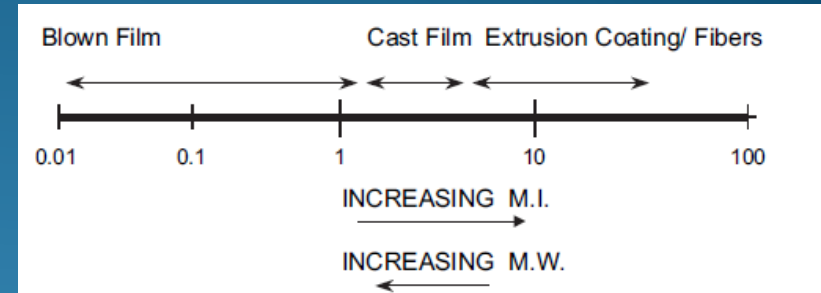 Blown Film Cast Film Extrusion Coating/ Fibers
0.01 0.1 1 10 100
INCREASING M.I.
INCREASING M.W.